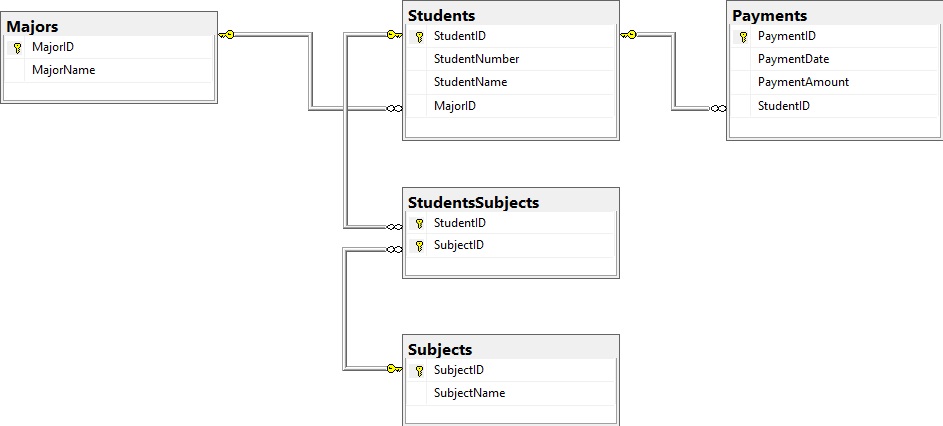 Majors
MajorID
MajorName
Students
StudentID
StudentNumber
StudentName
MajorID
Payments
PaymentID
PaymentDate
PaymentAmount
StudentID
StudentsSubjects
StudentID
SubjectID
Subjects
SubjectID
SubjectName